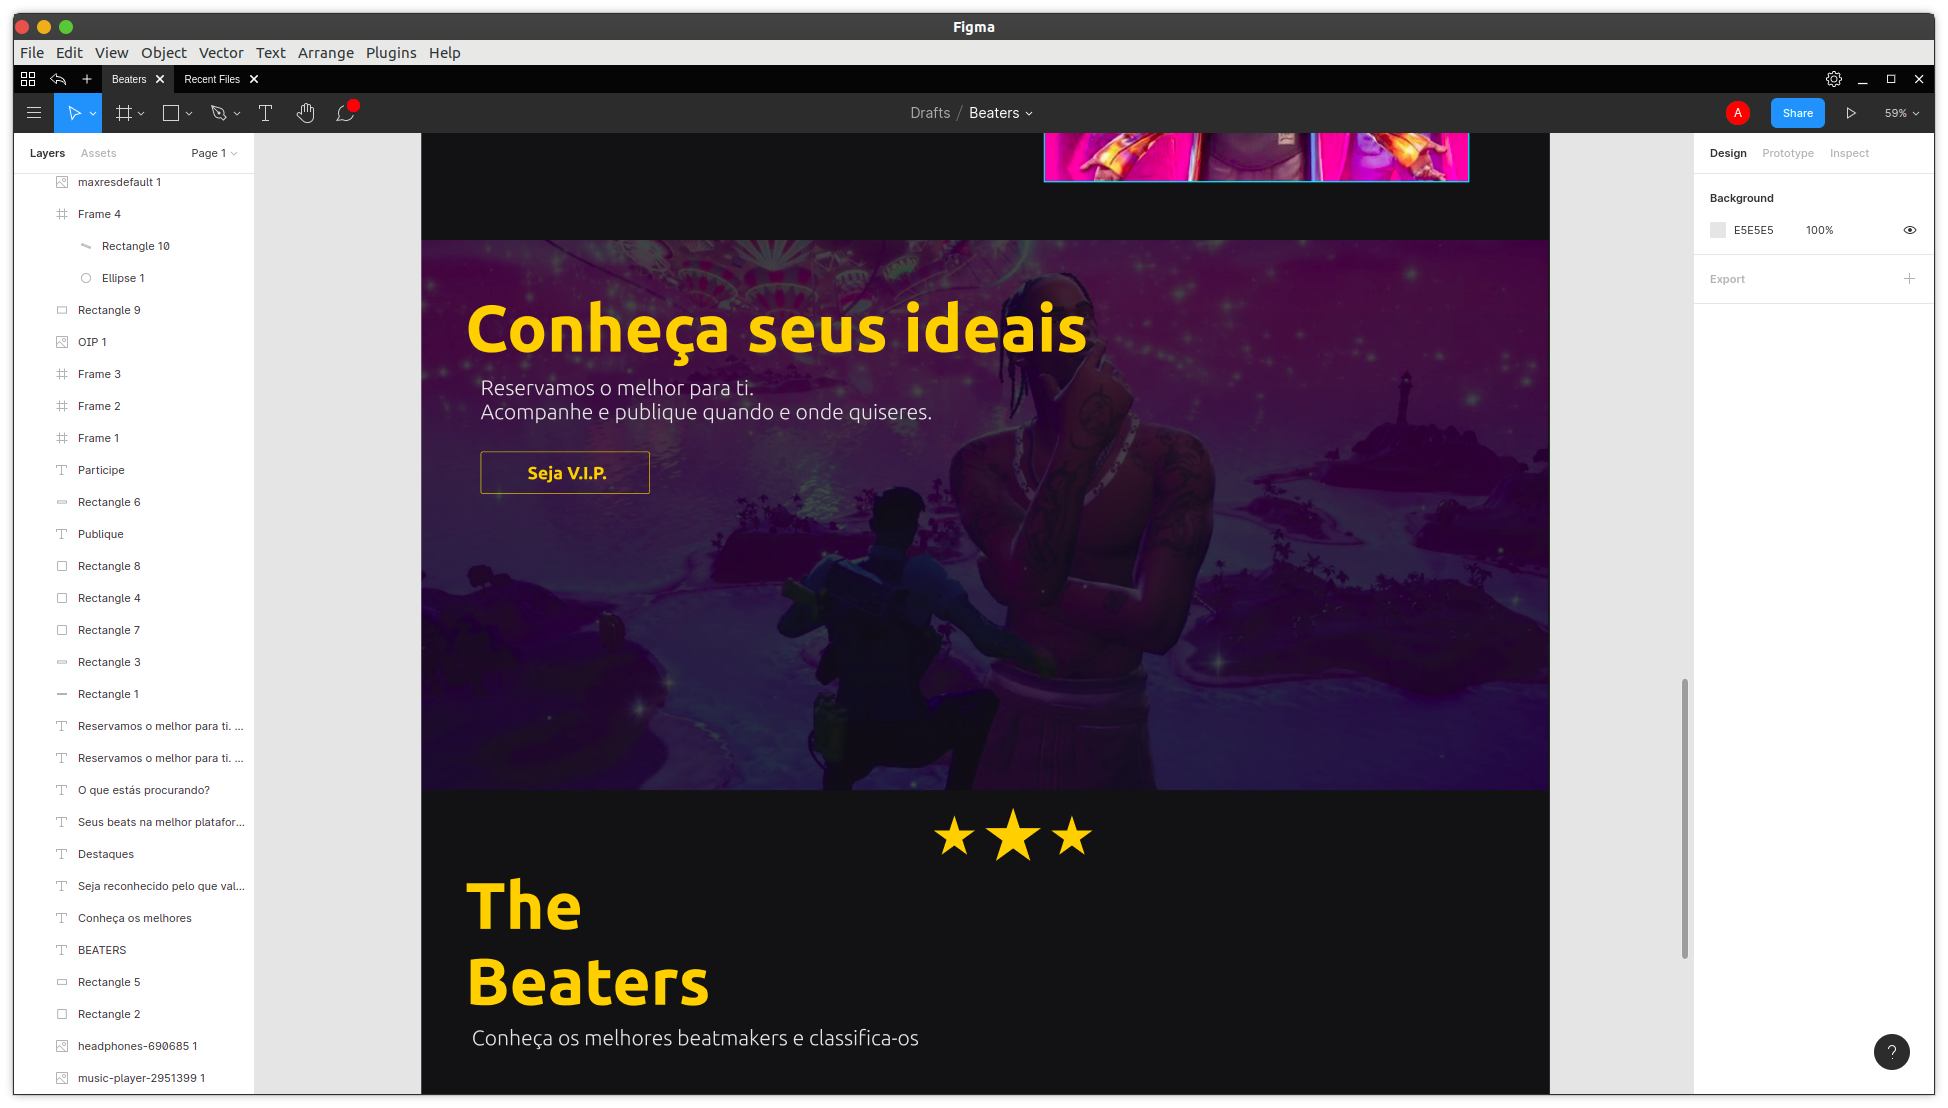 Figma
File Edit View Object Vector Text Arrange Plugins Help
Beaters Recent Files
Drafts / Beaters
A
Share
59%
Layers Assets Page 1
maxresdefault 1
Frame 4
Rectangle 10
Ellipse 1
Rectangle 9
OIP 1
Frame 3
Frame 2
Frame 1
Participe
Rectangle 6
Publique
Rectangle 8
Rectangle 4
Rectangle 7
Rectangle 3
Rectangle 1
Reservamos o melhor para ti. ...
Reservamos o melhor para ti. ...
O que estás procurando?
Seus beats na melhor platafor...
Destaques
Seja reconhecido pelo que val...
Conheça os melhores
BEATERS
Rectangle 5
Rectangle 2
headphones-690685 1
music-player-2951399 1
Conheça seus ideais
Reservamos o melhor para ti.
Acompanhe e publique quando e onde quiseres.
Seja V.I.P.
The
Beaters
Conheça os melhores beatmakers e classifica-os
Design Prototype Inspect
Background
E5E5E5 100%
Export
?